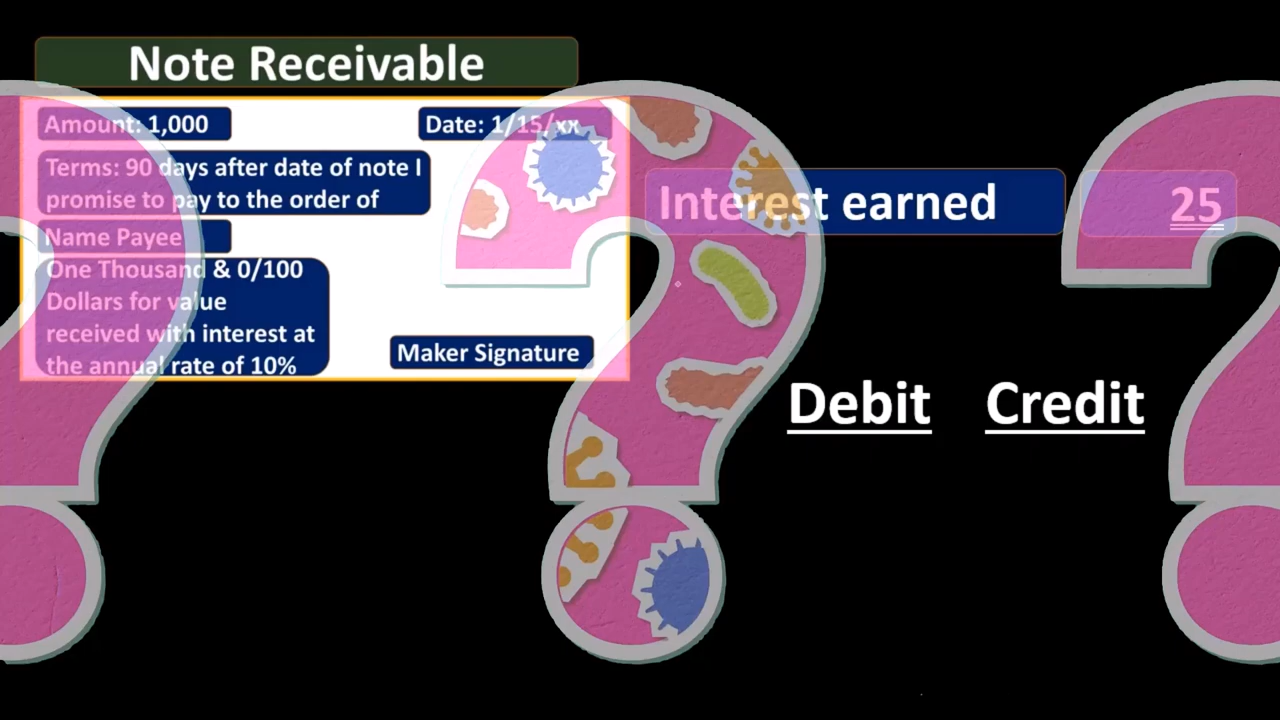 Note Receivable
Amount: 1,000
Date: 1/15/xx
Terms: 90 days after date of note I
promise to pay to the order of
Name Payee
One Thousand & 0/100
Dollars for value
received with interest at
the annual rate of 10%
Maker Signature
Interest earned
25
Debit
Credit